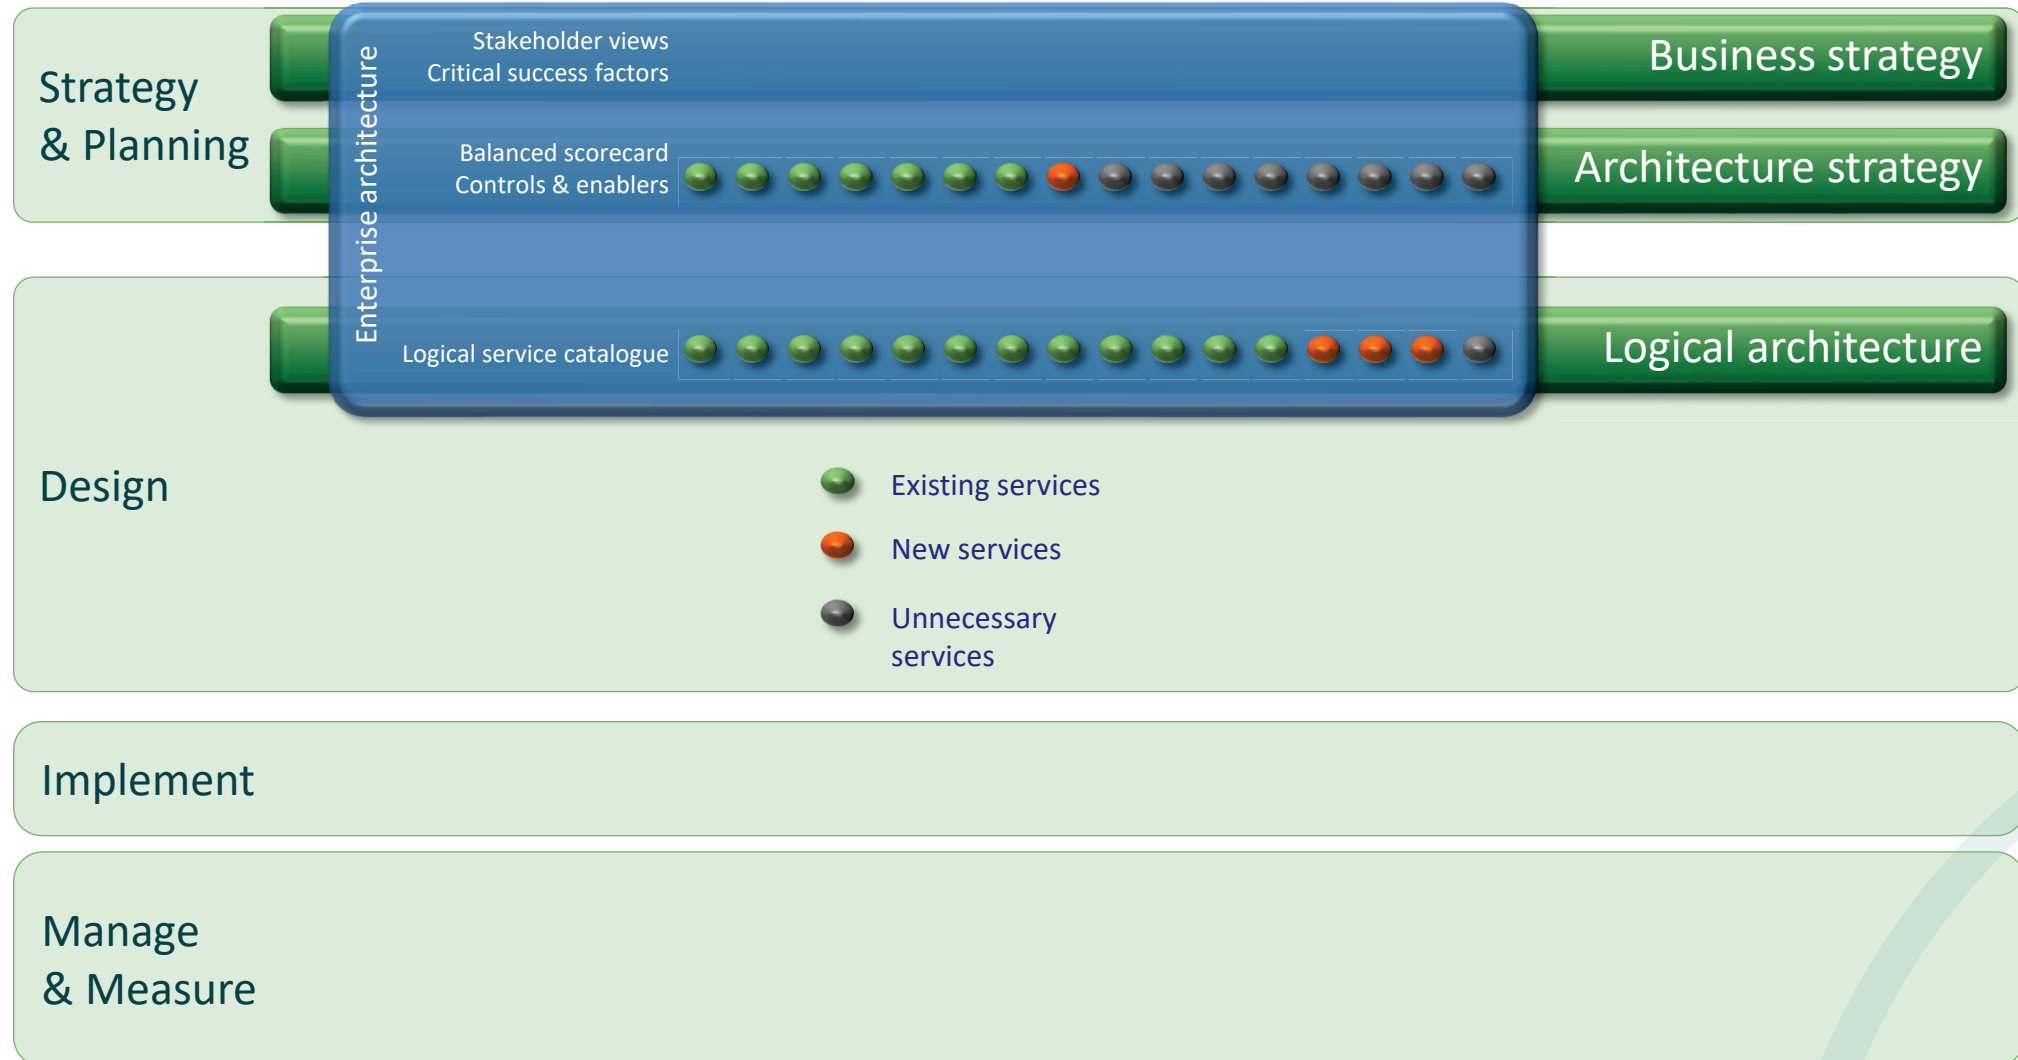 Strategy
& Planning
Enterprise architecture
Stakeholder views
Critical success factors
Business strategy
Balanced scorecard
Controls & enablers
Architecture strategy
Logical service catalogue
Logical architecture
Design
Existing services
New services
Unnecessary
services
Implement
Manage
& Measure